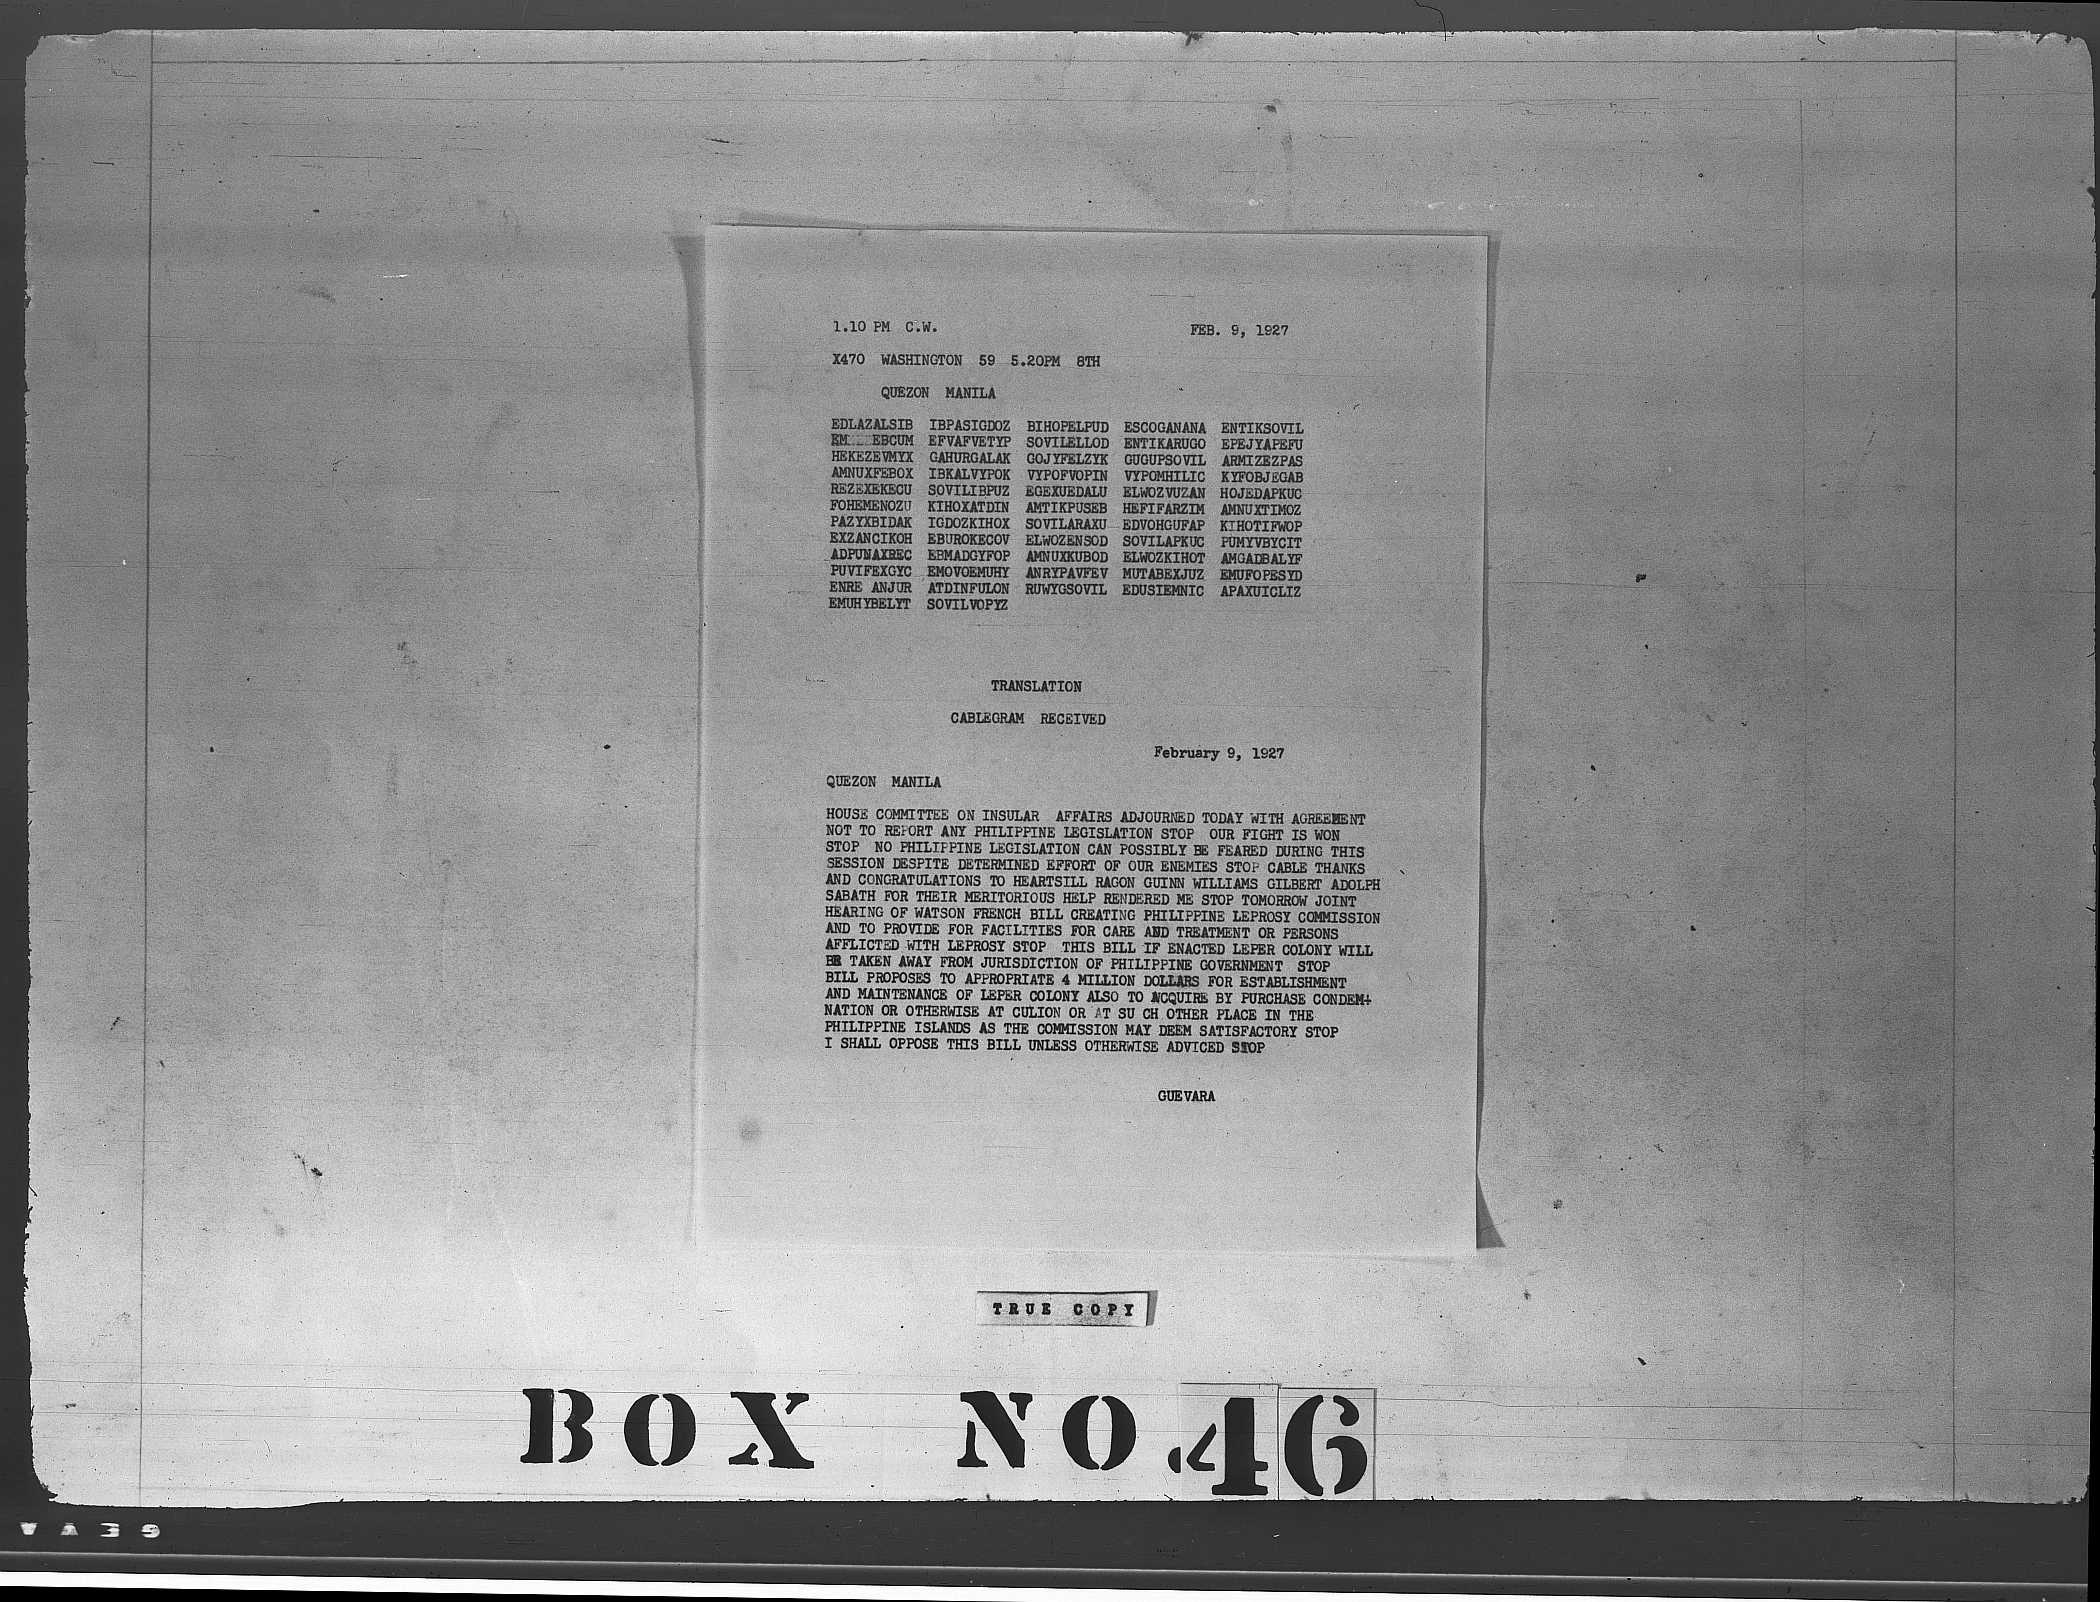 1.10 PM C.W. FEB. 9, 1927
X470 WASHINGTON 59 5.20PM 8TH
QUEZON MANILA
EDLAZALSIB IBPASIGDOZ BIHOPELPUD ESCOGANANA ENTIKSOVIL
EBCUM EFVAFVETYP SOVILELLOD ENTIKARUGO EPEJYAPEFU
HEKEZEVMYX GAHURGALAK GOJYFELZYK GUGUPSOVIL ARMIZEZPAS
AMNUXFEBOX IBKALVYPOK VYPOFVOPIN VYPOMHILIC KYFOBJEGAB
REZEXEKECU SOVILIBPUZ EGEXUEDALU ELWOZVUZAN HOJEDAPKUC
FOHEMENOZU KIHOXATDIN AMTIKPUSEB HEFIFARZIM AMNUXTIMOZ
PAZYXBIDAK IGDOZKIHOX SOVILARAXU EDVOHGUFAP KIHOTIFWOP
EXZANCIKOH EBUROKECOV ELWOZENSOD SOVILAPKUC PUMYVBYCIT
ADPUNAXREC EBMADGYFOP AMNUXKUBOD ELWOZKIHOT AMGADBALYF
PUVIFEXGYC EMOVOEMUHY ANRYPAVFEV MUTABEXJUZ EMUFOPESYD
ENRE ANJUR ATDINFULON RUWYGSOVIL EDUSIEMNIC APAXUICLIZ
EMUHYBELYT SOVILVOPYZ
TRANSLATION
CABLEGRAM RECEIVED
February 9, 1927
QUEZON MANILA
HOUSE COMMITTEE ON INSULAR AFFAIRS ADJOURNED TODAY WITH AGREEMENT
NOT TO REPORT ANY PHILIPPINE LEGISLATION STOP OUR FIGHT IS WON
STOP NO PHILIPPINE LEGISLATION CAN POSSIBLY BE FEARED DURING THIS
SESSION DESPITE DETERMINED EFFORT OF OUR ENEMIES STOP CABLE THANKS
AND CONGRATULATIONS TO HEARTSILL RAGON GUINN WILLIAMS GILBERT ADOLPH
SABATH FOR THEIR MERITORIOUS HELP RENDERED ME STOP TOMORROW JOINT
HEARING OF WATSON FRENCH BILL CREATING PHILIPPINE LEPROSY COMMISSION
AND TO PROVIDE FOR FACILITIES FOR CARE AND TREATMENT OR PERSONS
AFFLICTED WITH LEPROSY STOP THIS BILL IF ENACTED LEPER COLONY WILL
BE TAKEN AWAY FROM JURISDICTION OF PHILIPPINE GOVERNMENT STOP
BILL PROPOSES TO APPROPRIATE 4 MILLION DOLLARS FOR ESTABLISHMENT
AND MAINTENANCE OF LEPER COLONY ALSO TO ACQUIRE BY PURCHASE CONDEM-
NATION OR OTHERWISE AT CULION OR AT SU CH OTHER PLACE IN THE
PHILIPPINE ISLANDS AS THE COMMISSION MAY DEEM SATISFACTORY STOP
I SHALL OPPOSE THIS BILL UNLESS OTHERWISE ADVICED STOP
GUEVARA
TRUE COPY
BOX NO. 46